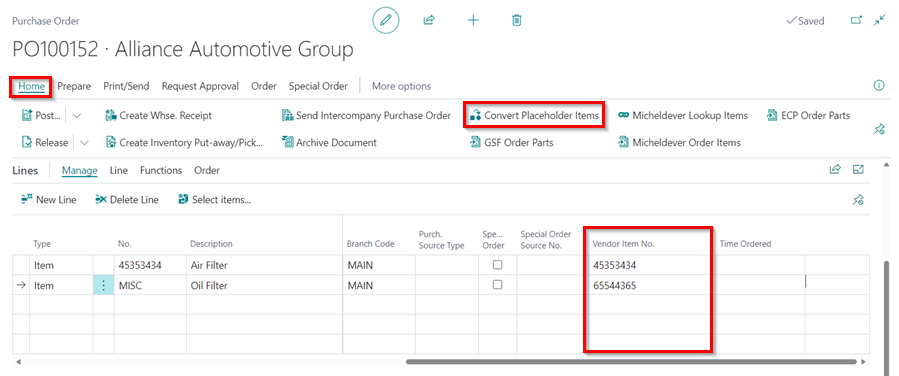 Purchase Order
Saved
PO100152 · Alliance Automotive Group
Home Prepare Print/Send Request Approval Order Special Order More options
Post... Create Whse. Receipt Send Intercompany Purchase Order Convert Placeholder Items Micheldever Lookup Items ECP Order Parts
Release Create Inventory Put-away/Pick... Archive Document GSF Order Parts Micheldever Order Items
Lines Manage Line Functions Order
New Line Delete Line Select items...
Type No. Description Branch Code Purch. Source Type Spe... Order Special Order Source No. Vendor Item No. Time Ordered
Item 45353434 Air Filter MAIN 45353434
Item MISC Oil Filter MAIN 65544365